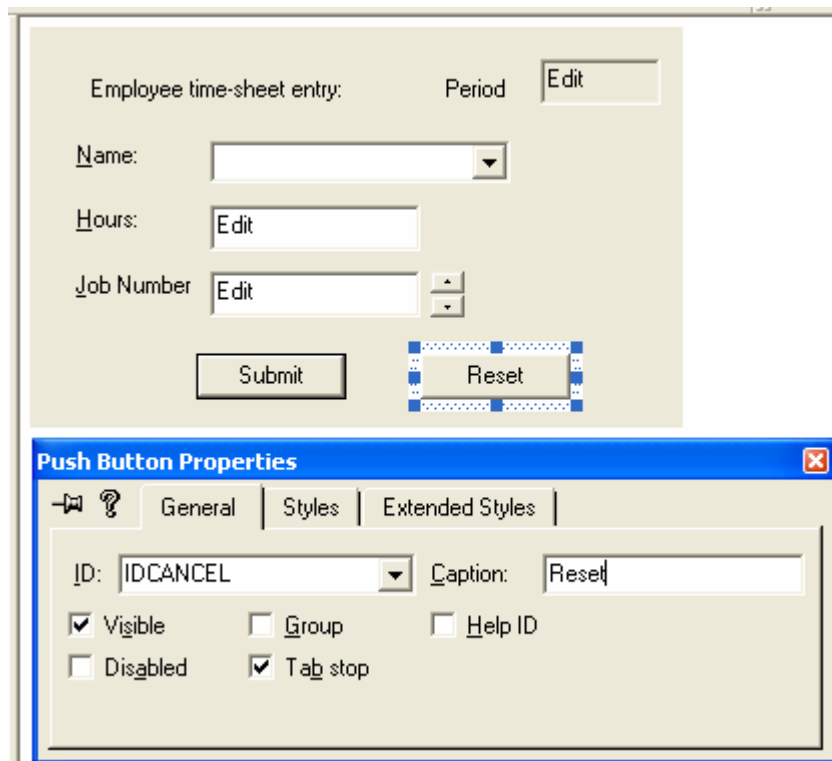 Employee time-sheet entry: Period Edit
Name:
Hours: Edit
Job Number Edit
Submit Reset
Push Button Properties
General Styles Extended Styles
ID: IDCANCEL Caption: Reset
Visible Group Help ID
Disabled Tab stop